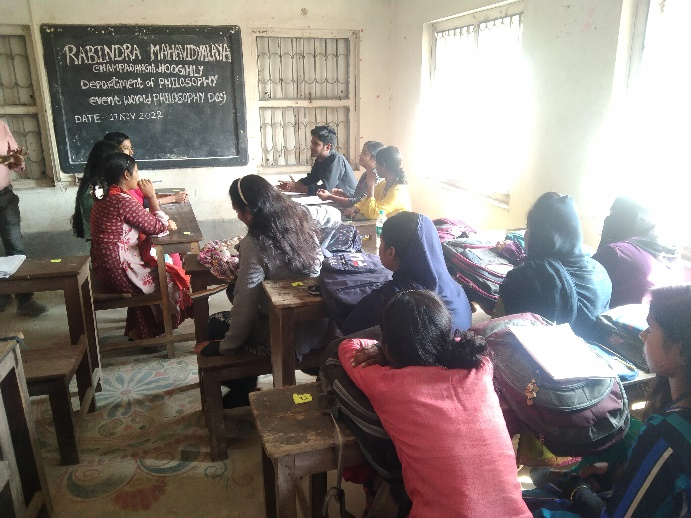 RABINDRA MAHAVIDYALAYA
CHAMPADANGA, HOOGHLY
DEPARTMENT of PHILOSOPHY
event WORLD PHILOSOPHY DAY
DATE - 17 NOV 2022